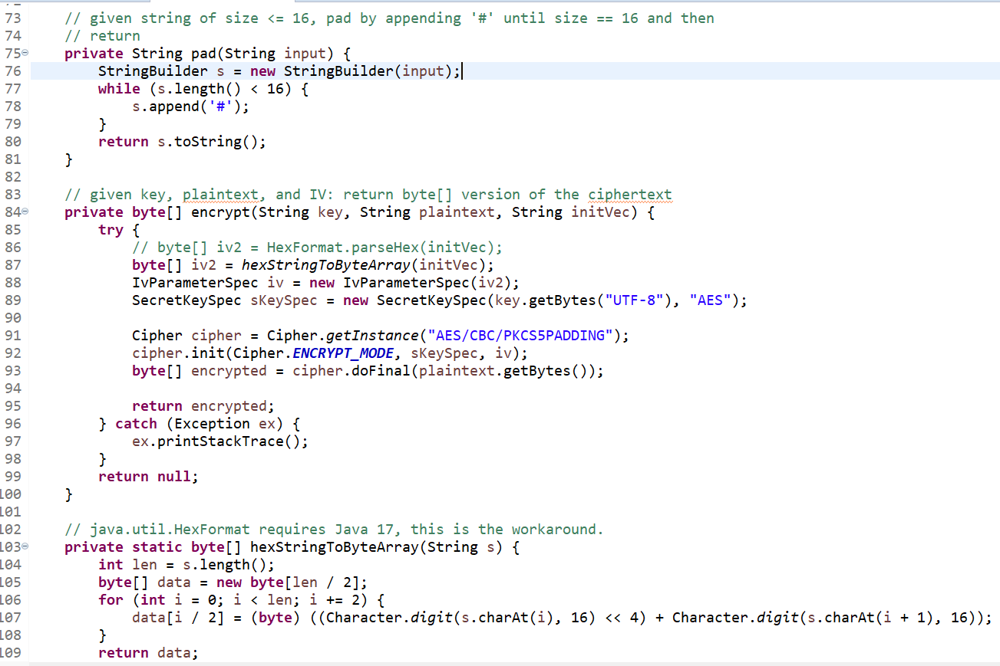 73 // given string of size <= 16, pad by appending '#' until size == 16 and then
74 // return
75 private String pad(String input) {
76 StringBuilder s = new StringBuilder(input);
77 while (s.length() < 16) {
78 s.append('#');
79 }
80 return s.toString();
81 }
82
83 // given key, plaintext, and IV: return byte[] version of the ciphertext
84 private byte[] encrypt(String key, String plaintext, String initVec) {
85 try {
86 // byte[] iv2 = HexFormat.parseHex(initVec);
87 byte[] iv2 = hexStringToByteArray(initVec);
88 IvParameterSpec iv = new IvParameterSpec(iv2);
89 SecretKeySpec sKeySpec = new SecretKeySpec(key.getBytes("UTF-8"), "AES");
90
91 Cipher cipher = Cipher.getInstance("AES/CBC/PKCS5PADDING");
92 cipher.init(Cipher.ENCRYPT_MODE, sKeySpec, iv);
93 byte[] encrypted = cipher.doFinal(plaintext.getBytes());
94
95 return encrypted;
96 } catch (Exception ex) {
97 ex.printStackTrace();
98 }
99 return null;
100 }
101
102 // java.util.HexFormat requires Java 17, this is the workaround.
103 private static byte[] hexStringToByteArray(String s) {
104 int len = s.length();
105 byte[] data = new byte[len / 2];
106 for (int i = 0; i < len; i += 2) {
107 data[i / 2] = (byte) ((Character.digit(s.charAt(i), 16) << 4) + Character.digit(s.charAt(i + 1), 16));
108 }
109 return data;